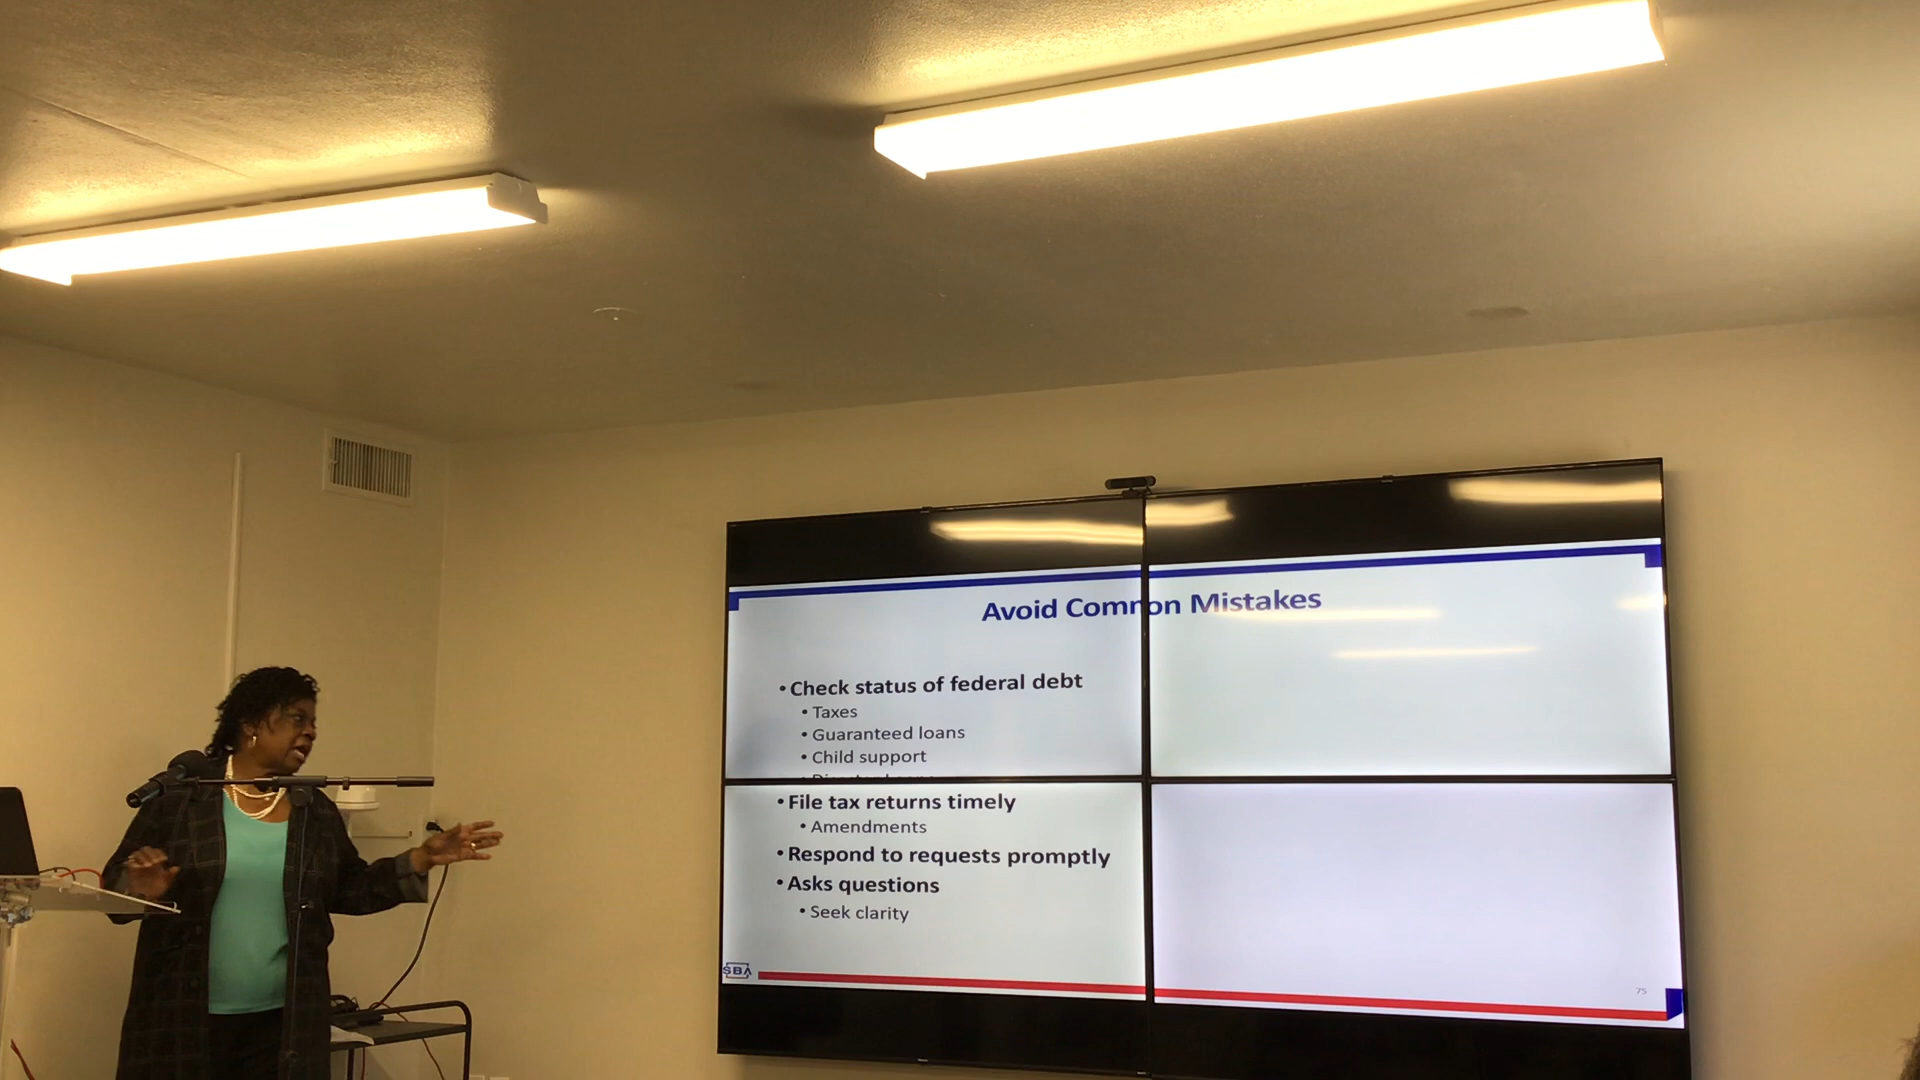 Avoid Common Mistakes
• Check status of federal debt
• Taxes
• Guaranteed loans
• Child support
• File tax returns timely
• Amendments
• Respond to requests promptly
• Asks questions
• Seek clarity
SBA
75